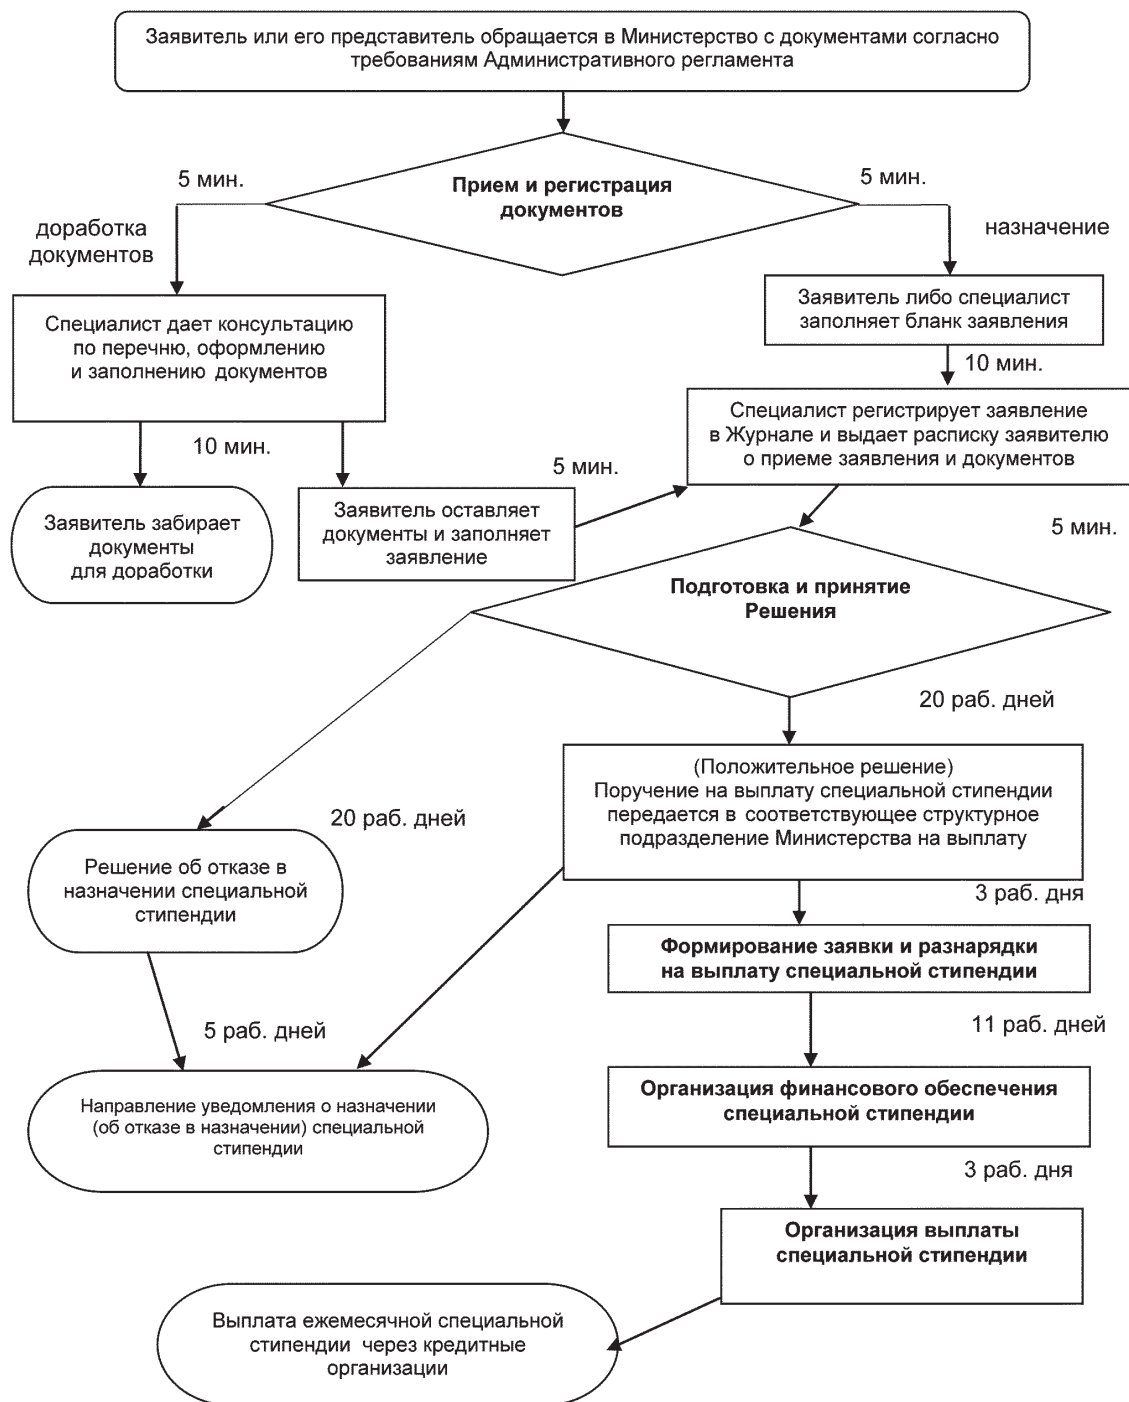 Заявитель или его представитель обращается в Министерство с документами согласно
требованиям Административного регламента
5 мин.
Прием и регистрация
документов
5 мин.
доработка
документов
назначение
Специалист дает консультацию
по перечню, оформлению
и заполнению документов
Заявитель либо специалист
заполняет бланк заявления
10 мин.
Специалист регистрирует заявление
в Журнале и выдает расписку заявителю
о приеме заявления и документов
10 мин.
5 мин.
Заявитель забирает
документы
для доработки
Заявитель оставляет
документы и заполняет
заявление
5 мин.
Подготовка и принятие
Решения
20 раб. дней
(Положительное решение)
Поручение на выплату специальной стипендии
передается в соответствующее структурное
подразделение Министерства на выплату
20 раб. дней
Решение об отказе в
назначении специальной
стипендии
3 раб. дня
Формирование заявки и разнарядки
на выплату специальной стипендии
5 раб. дней
11 раб. дней
Организация финансового обеспечения
специальной стипендии
Направление уведомления о назначении
(об отказе в назначении) специальной
стипендии
3 раб. дня
Организация выплаты
специальной стипендии
Выплата ежемесячной специальной
стипендии через кредитные
организации